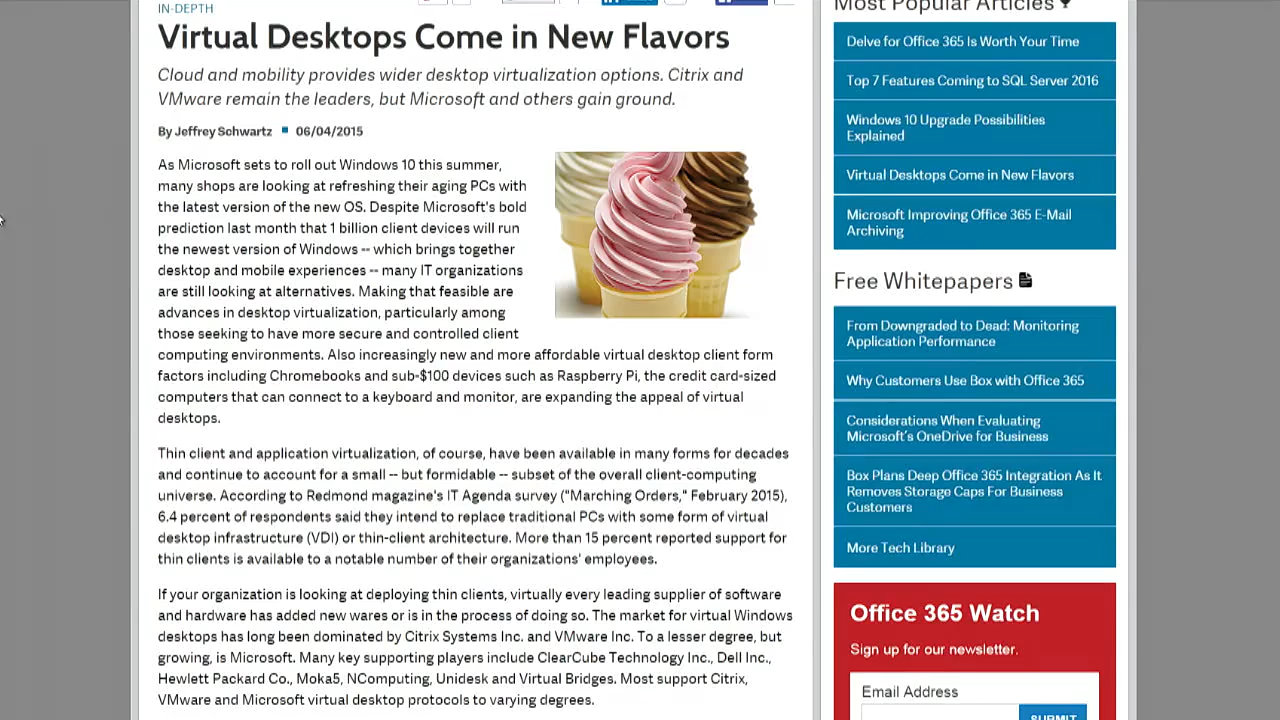 IN-DEPTH
Virtual Desktops Come in New Flavors
Cloud and mobility provides wider desktop virtualization options. Citrix and
VMware remain the leaders, but Microsoft and others gain ground.
By Jeffrey Schwartz 06/04/2015
As Microsoft sets to roll out Windows 10 this summer,
many shops are looking at refreshing their aging PCs with
the latest version of the new OS. Despite Microsoft's bold
prediction last month that 1 billion client devices will run
the newest version of Windows -- which brings together
desktop and mobile experiences -- many IT organizations
are still looking at alternatives. Making that feasible are
advances in desktop virtualization, particularly among
those seeking to have more secure and controlled client
computing environments. Also increasingly new and more affordable virtual desktop client form
factors including Chromebooks and sub-$100 devices such as Raspberry Pi, the credit card-sized
computers that can connect to a keyboard and monitor, are expanding the appeal of virtual
desktops.
Thin client and application virtualization, of course, have been available in many forms for decades
and continue to account for a small -- but formidable -- subset of the overall client-computing
universe. According to Redmond magazine's IT Agenda survey ("Marching Orders," February 2015),
6.4 percent of respondents said they intend to replace traditional PCs with some form of virtual
desktop infrastructure (VDI) or thin-client architecture. More than 15 percent reported support for
thin clients is available to a notable number of their organizations' employees.
If your organization is looking at deploying thin clients, virtually every leading supplier of software
and hardware has added new wares or is in the process of doing so. The market for virtual Windows
desktops has long been dominated by Citrix Systems Inc. and VMware Inc. To a lesser degree, but
growing, is Microsoft. Many key supporting players include ClearCube Technology Inc., Dell Inc.,
Hewlett Packard Co., Moka5, NComputing, Unidesk and Virtual Bridges. Most support Citrix,
VMware and Microsoft virtual desktop protocols to varying degrees.
Most Popular Articles
Delve for Office 365 Is Worth Your Time
Top 7 Features Coming to SQL Server 2016
Windows 10 Upgrade Possibilities
Explained
Virtual Desktops Come in New Flavors
Microsoft Improving Office 365 E-Mail
Archiving
Free Whitepapers
From Downgraded to Dead: Monitoring
Application Performance
Why Customers Use Box with Office 365
Considerations When Evaluating
Microsoft's OneDrive for Business
Box Plans Deep Office 365 Integration As It
Removes Storage Caps For Business
Customers
More Tech Library
Office 365 Watch
Sign up for our newsletter.
Email Address
SUBMIT